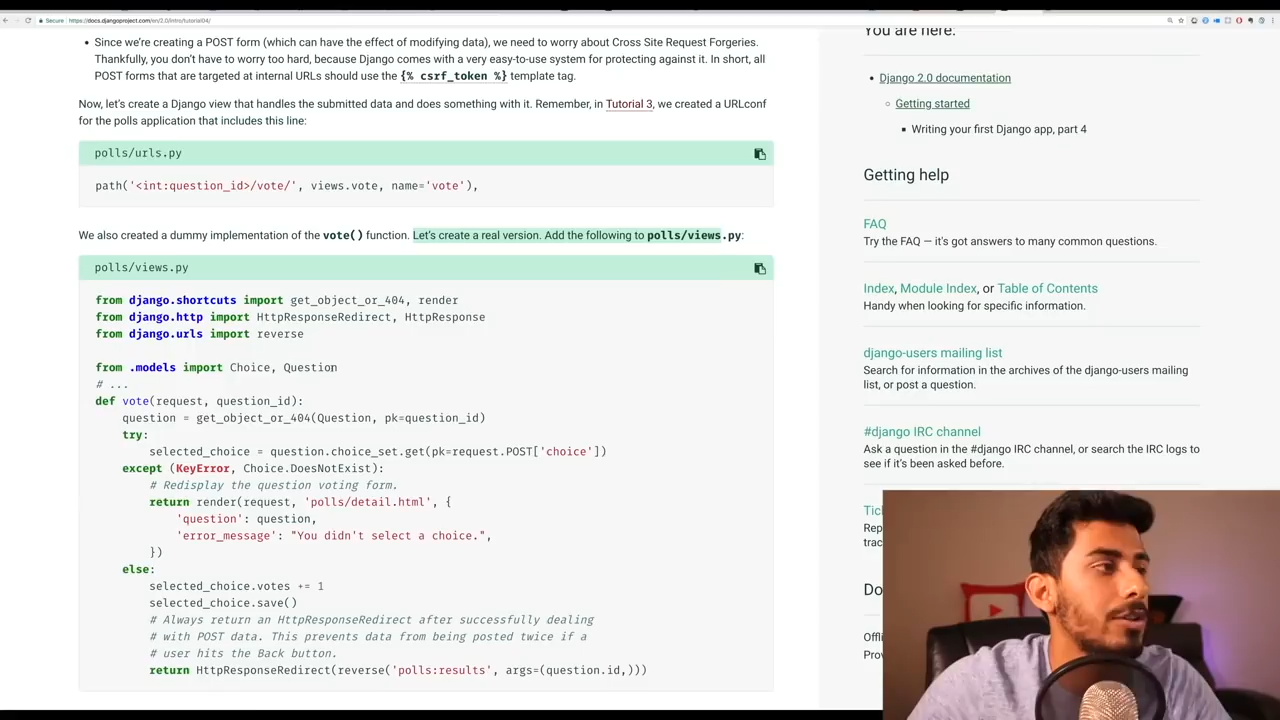 Secure | https://docs.djangoproject.com/en/2.0/intro/tutorial04/
• Since we're creating a POST form (which can have the effect of modifying data), we need to worry about Cross Site Request Forgeries.
Thankfully, you don't have to worry too hard, because Django comes with a very easy-to-use system for protecting against it. In short, all
POST forms that are targeted at internal URLs should use the {% csrf_token %} template tag.
Now, let's create a Django view that handles the submitted data and does something with it. Remember, in Tutorial 3, we created a URLconf
for the polls application that includes this line:
polls/urls.py
path('<int:question_id>/vote/', views.vote, name='vote'),
We also created a dummy implementation of the vote() function. Let's create a real version. Add the following to polls/views.py:
polls/views.py
from django.shortcuts import get_object_or_404, render
from django.http import HttpResponseRedirect, HttpResponse
from django.urls import reverse
from .models import Choice, Question
# ...
def vote(request, question_id):
question = get_object_or_404(Question, pk=question_id)
try:
selected_choice = question.choice_set.get(pk=request.POST['choice'])
except (KeyError, Choice.DoesNotExist):
# Redisplay the question voting form.
return render(request, 'polls/detail.html', {
'question': question,
'error_message': "You didn't select a choice.",
})
else:
selected_choice.votes += 1
selected_choice.save()
# Always return an HttpResponseRedirect after successfully dealing
# with POST data. This prevents data from being posted twice if a
# user hits the Back button.
return HttpResponseRedirect(reverse('polls:results', args=(question.id,)))
You are here:
• Django 2.0 documentation
○ Getting started
▪ Writing your first Django app, part 4
Getting help
FAQ
Try the FAQ — it's got answers to many common questions.
Index, Module Index, or Table of Contents
Handy when looking for specific information.
django-users mailing list
Search for information in the archives of the django-users mailing
list, or post a question.
#django IRC channel
Ask a question in the #django IRC channel, or search the IRC logs to
see if it's been asked before.